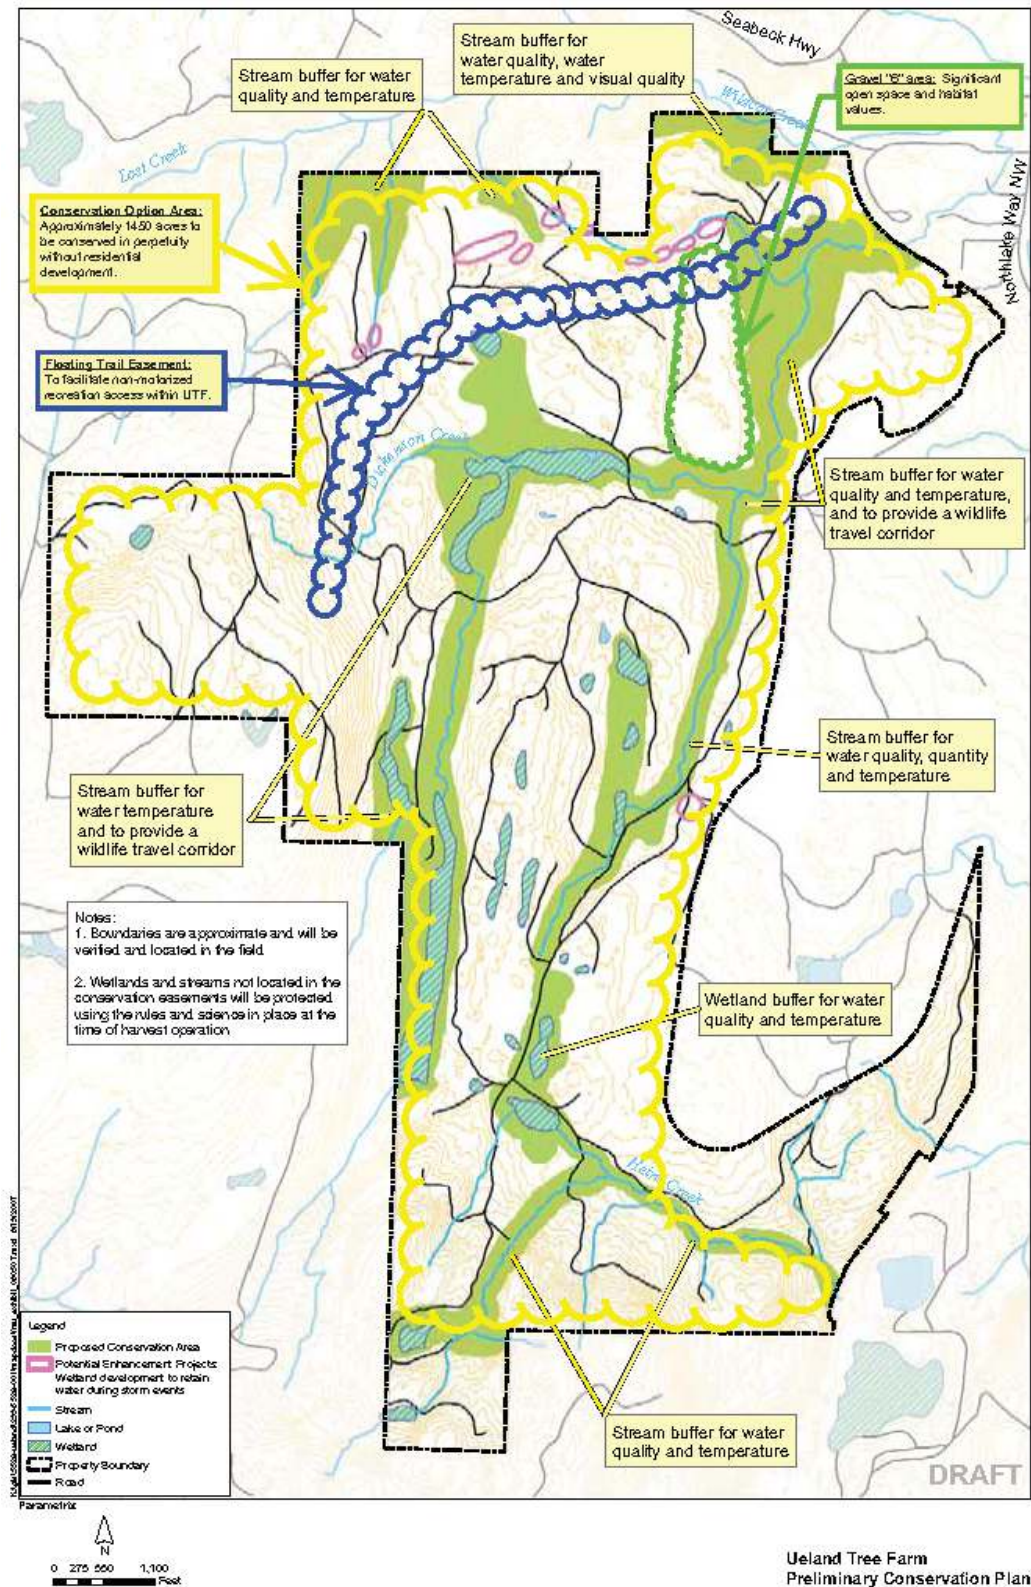 Seabeck Hwy
Stream buffer for
water quality, water
temperature and visual quality
Stream buffer for water
quality and temperature
Gravel "B" area: Significant
open space and habitat
values.
Wildcat Creek
Lost Creek
Northlake Way NW
Conservation Option Area:
Approximately 1450 acres to
be conserved in perpetuity
without residential
development.
Floating Trail Easement:
To facilitate non-motorized
recreation access within UTF.
Dickerson Creek
Stream buffer for water
quality and temperature,
and to provide a wildlife
travel corridor
Stream buffer for
water quality, quantity
and temperature
Stream buffer for
water temperature
and to provide a
wildlife travel corridor
Notes:
1. Boundaries are approximate and will be
verified and located in the field
2. Wetlands and streams not located in the
conservation easements will be protected
using the rules and science in place at the
time of harvest operation
Wetland buffer for water
quality and temperature
Heins Creek
Legend
Proposed Conservation Area
Potential Enhancement Projects
Wetland development to retain
water during storm events
Stream
Lake or Pond
Wetland
Property Boundary
Road
Stream buffer for water
quality and temperature
DRAFT
Parametrix
N
0 275 550 1,100
Feet
Ueland Tree Farm
Preliminary Conservation Plan